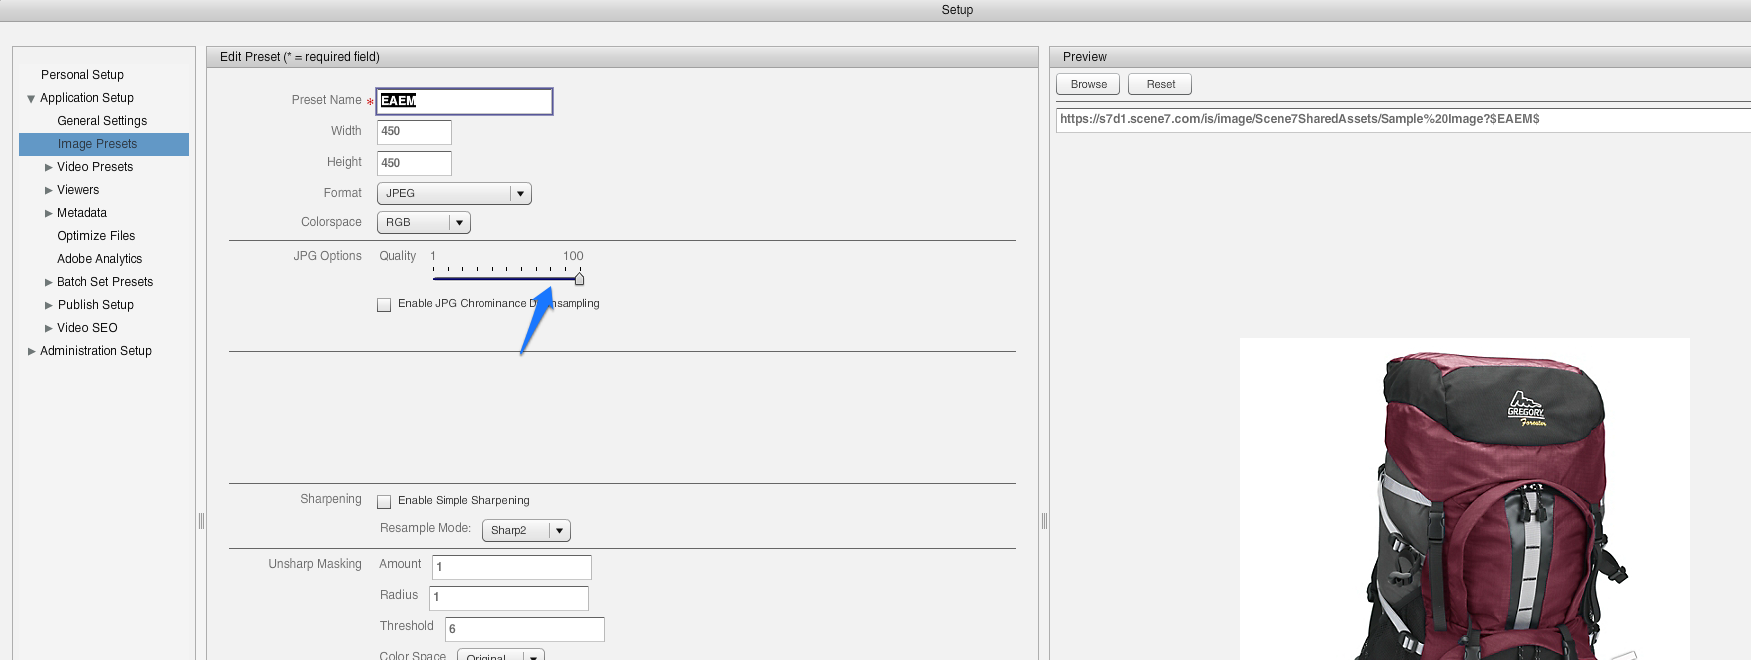 Setup
Personal Setup
Application Setup
General Settings
Image Presets
Video Presets
Viewers
Metadata
Optimize Files
Adobe Analytics
Batch Set Presets
Publish Setup
Video SEO
Administration Setup
Edit Preset (* = required field)
Preset Name * EAEM
Width 450
Height 450
Format JPEG
Colorspace RGB
JPG Options Quality 1 100
Enable JPG Chrominance D nsampling
Sharpening Enable Simple Sharpening
Resample Mode: Sharp2
Unsharp Masking Amount 1
Radius 1
Threshold 6
Color Space Original
Preview
Browse Reset
https://s7d1.scene7.com/is/image/Scene7SharedAssets/Sample%20Image?$EAEM$
GREGORY
Forester